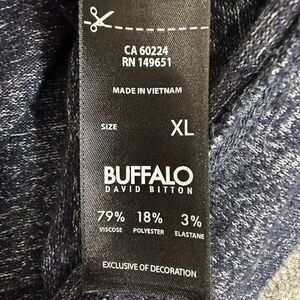 CA 60224
RN 149651
MADE IN VIETNAM
SIZE XL
BUFFALO
DAVID BITTON
79% 18% 3%
VISCOSE POLYESTER ELASTANE
EXCLUSIVE OF DECORATION